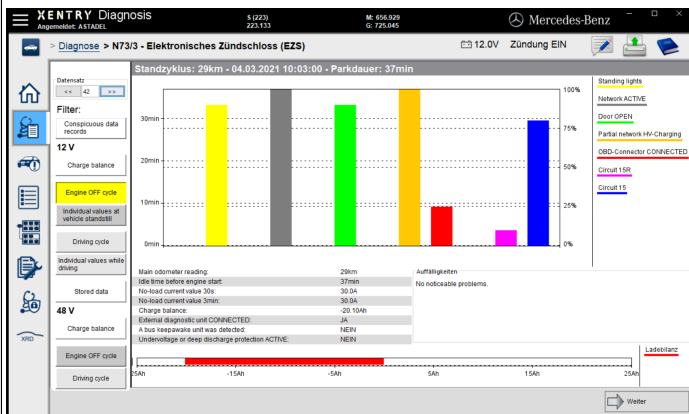 XENTRY Diagnosis
Angemeldet: ASTADEL
S (223)
223.133
M: 656.929
G: 725.045
Mercedes-Benz
> Diagnose > N73/3 - Elektronisches Zündschloss (EZS)
12.0V
Zündung EIN
Standzyklus: 29km - 04.03.2021 10:03:00 - Parkdauer: 37min
Datensatz
<< 42 >>
Filter:
Conspicuous data
records
12 V
Charge balance
Engine OFF cycle
Individual values at
vehicle standstill
Driving cycle
Individual values while
driving
Stored data
48 V
Charge balance
Engine OFF cycle
Driving cycle
XRD
30min
20min
10min
0min
100%
75%
50%
25%
0%
Standing lights
Network ACTIVE
Door OPEN
Partial network HV-Charging
OBD-Connector CONNECTED
Circuit 15R
Circuit 15
Main odometer reading: 29km
Idle time before engine start: 37min
No-load current value 30s: 30.0A
No-load current value 3min: 30.0A
Charge balance: -20.10Ah
External diagnostic unit CONNECTED: JA
A bus keepawake unit was detected: NEIN
Undervoltage or deep discharge protection ACTIVE: NEIN
Auffälligkeiten
No noticeable problems.
25Ah -15Ah -5Ah 5Ah 15Ah 25Ah
Ladebilanz
Weiter